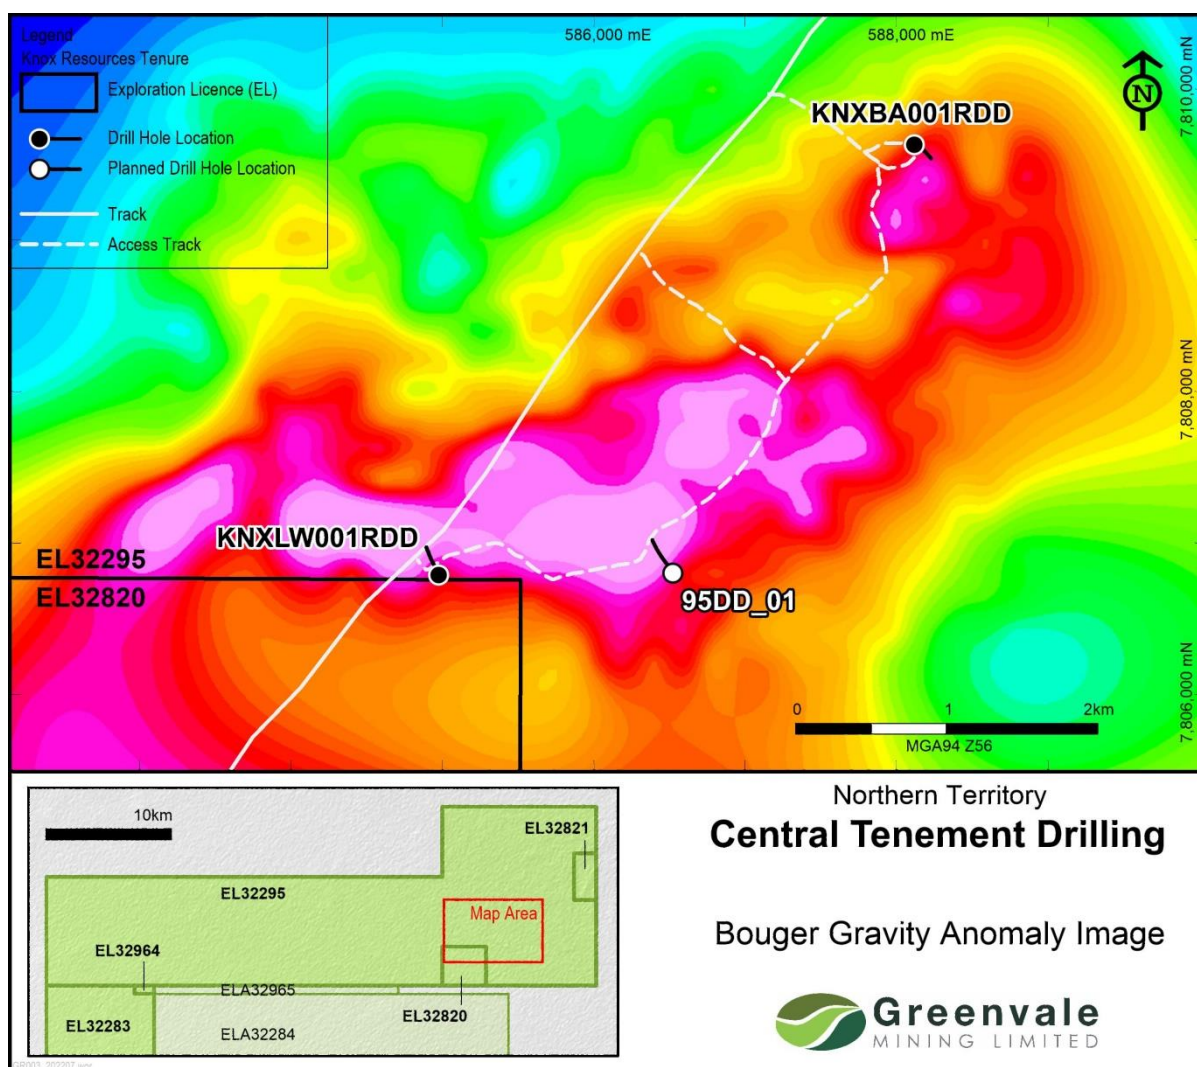 Legend
Knox Resources Tenure
Exploration Licence (EL)
Drill Hole Location
Planned Drill Hole Location
Track
Access Track
586,000 mE
588,000 mE
N
7,810,000 mN
7,808,000 mN
7,806,000 mN
KNXBA001RDD
KNXLW001RDD
95DD_01
EL32295
EL32820
0 1 2km
MGA94 Z56
10km
EL32821
EL32295
Map Area
EL32964
ELA32965
EL32283
EL32820
ELA32284
Northern Territory
Central Tenement Drilling
Bouger Gravity Anomaly Image
Greenvale
MINING LIMITED